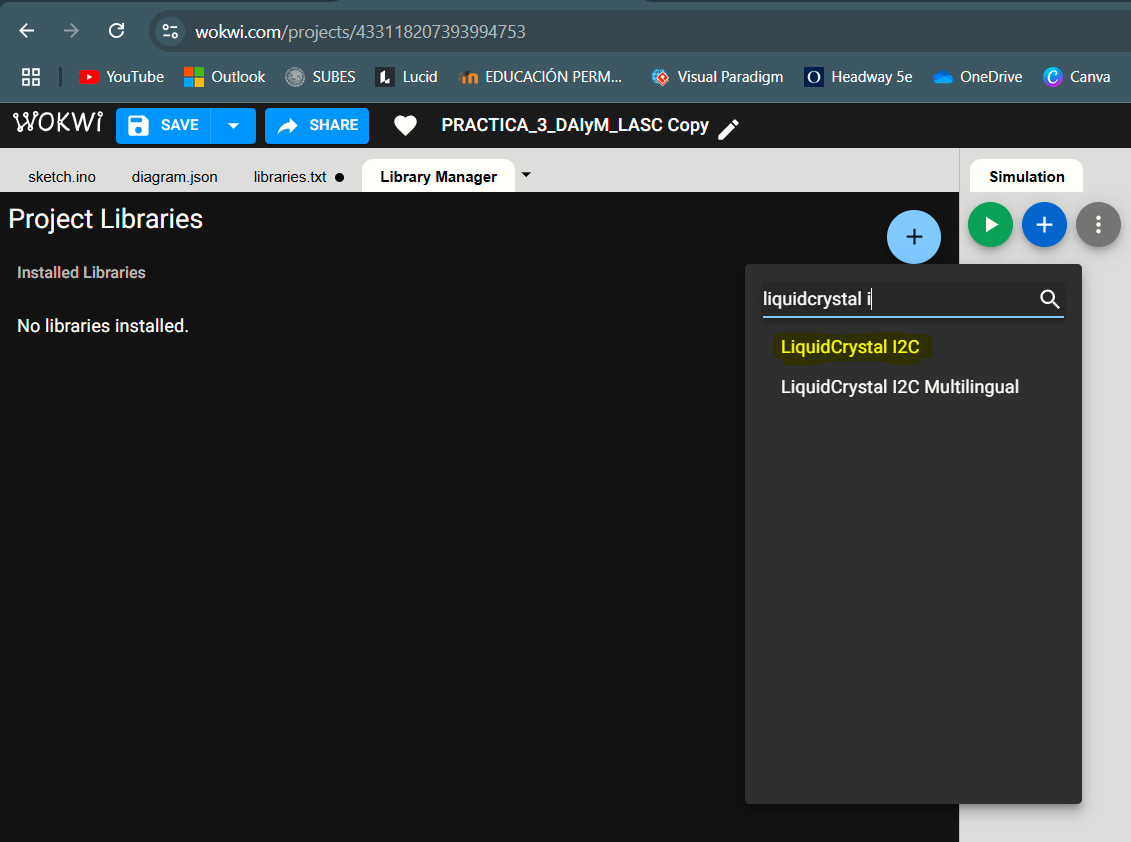 wokwi.com/projects/433118207393994753
YouTube Outlook SUBES Lucid EDUCACIÓN PERM... Visual Paradigm Headway 5e OneDrive Canva
WOKWI SAVE SHARE PRACTICA_3_DAIyM_LASC Copy
sketch.ino diagram.json libraries.txt Library Manager Simulation
Project Libraries
Installed Libraries
liquidcrystal i
No libraries installed.
LiquidCrystal I2C
LiquidCrystal I2C Multilingual